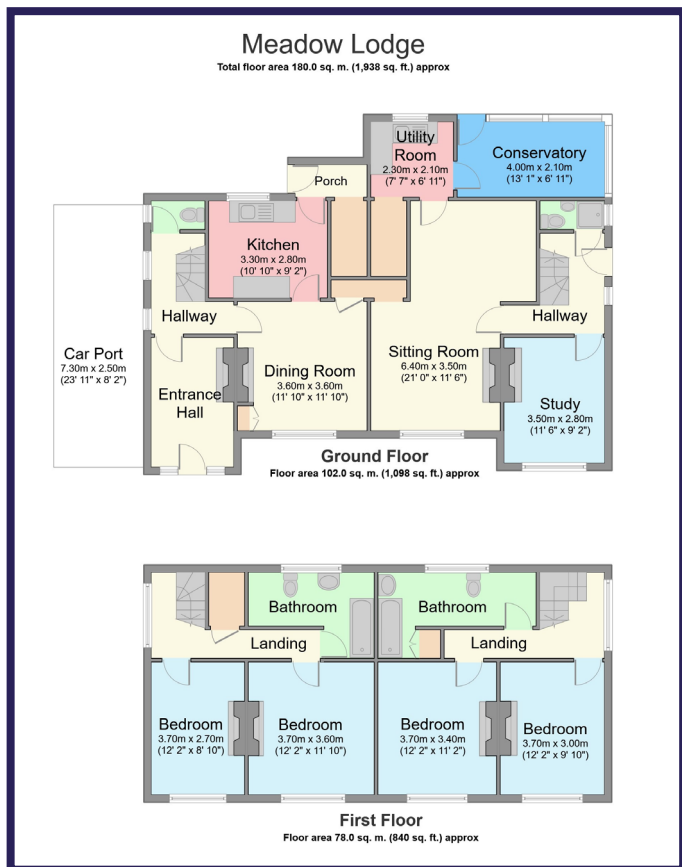 Meadow Lodge
Total floor area 180.0 sq. m. (1,938 sq. ft.) approx
Utility
Room
2.30m x 2.10m
(7' 7" x 6' 11")
Conservatory
4.00m x 2.10m
(13' 1" x 6' 11")
Porch
Kitchen
3.30m x 2.80m
(10' 10" x 9' 2")
Hallway
Car Port
7.30m x 2.50m
(23' 11" x 8' 2")
Entrance
Hall
Dining Room
3.60m x 3.60m
(11' 10" x 11' 10")
Sitting Room
6.40m x 3.50m
(21' 0" x 11' 6")
Hallway
Study
3.50m x 2.80m
(11' 6" x 9' 2")
Ground Floor
Floor area 102.0 sq. m. (1,098 sq. ft.) approx
Bathroom
Bathroom
Landing
Landing
Bedroom
3.70m x 2.70m
(12' 2" x 8' 10")
Bedroom
3.70m x 3.60m
(12' 2" x 11' 10")
Bedroom
3.70m x 3.40m
(12' 2" x 11' 2")
Bedroom
3.70m x 3.00m
(12' 2" x 9' 10")
First Floor
Floor area 78.0 sq. m. (840 sq. ft.) approx